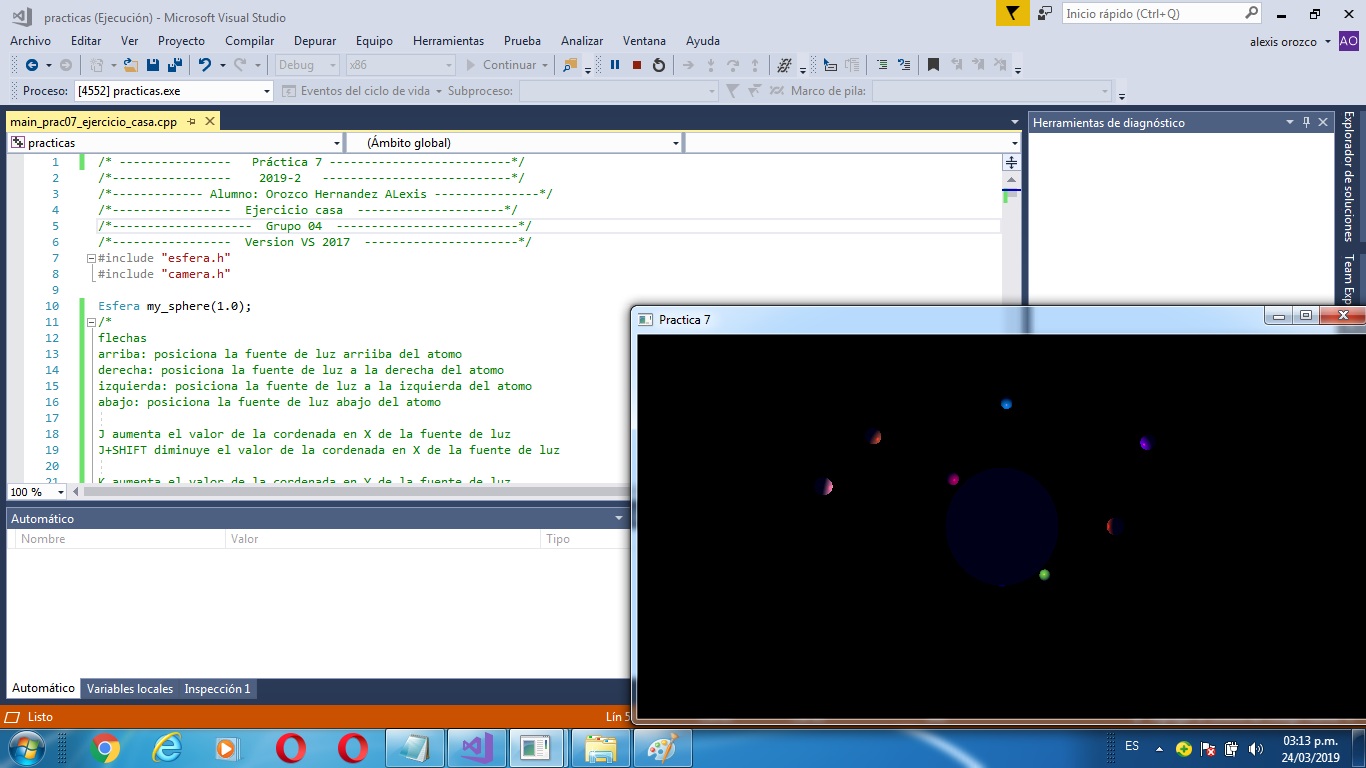 practicas (Ejecución) - Microsoft Visual Studio
Inicio rápido (Ctrl+Q)
Archivo Editar Ver Proyecto Compilar Depurar Equipo Herramientas Prueba Analizar Ventana Ayuda
alexis orozco AO
Debug x86 Continuar
Proceso: [4552] practicas.exe Eventos del ciclo de vida Subproceso: Marco de pila:
main_prac07_ejercicio_casa.cpp
practicas (Ámbito global)
1 /* ---------------- Práctica 7 --------------------------*/
2 /*----------------- 2019-2 ---------------------------*/
3 /*------------- Alumno: Orozco Hernandez ALexis ---------------*/
4 /*----------------- Ejercicio casa ---------------------*/
5 /*-------------------- Grupo 04 --------------------------*/
6 /*----------------- Version VS 2017 ----------------------*/
7 #include "esfera.h"
8 #include "camera.h"
9
10 Esfera my_sphere(1.0);
11 /*
12 flechas
13 arriba: posiciona la fuente de luz arriiba del atomo
14 derecha: posiciona la fuente de luz a la derecha del atomo
15 izquierda: posiciona la fuente de luz a la izquierda del atomo
16 abajo: posiciona la fuente de luz abajo del atomo
17
18 J aumenta el valor de la cordenada en X de la fuente de luz
19 J+SHIFT diminuye el valor de la cordenada en X de la fuente de luz
20
21 K aumenta el valor de la cordenada en Y de la fuente de luz
100 %
Herramientas de diagnóstico
Explorador de soluciones
Team Exp
Practica 7
Automático
Nombre Valor Tipo
Automático Variables locales Inspección 1
Listo
Lín 5
ES
03:13 p.m.
24/03/2019